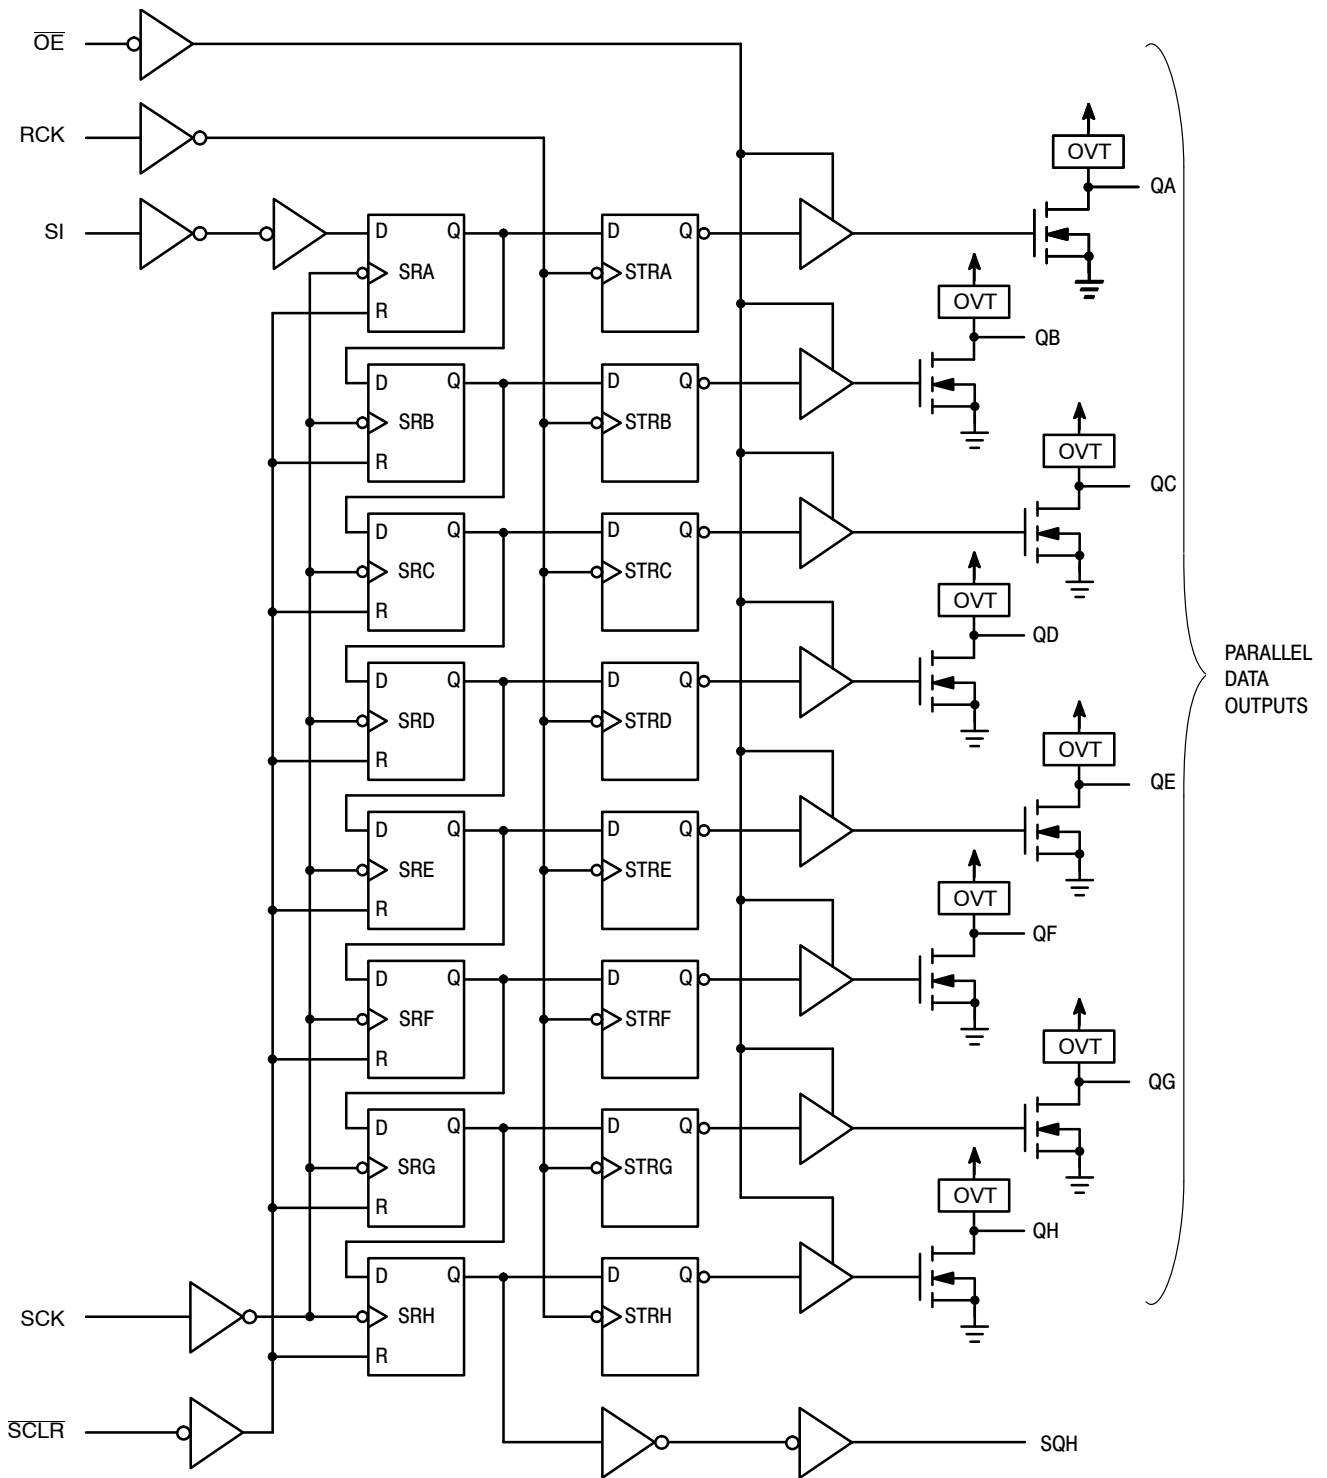 OE
RCK
OVT
QA
SI
D Q
SRA
R
D Q
STRA
OVT
QB
D Q
SRB
R
D Q
STRB
OVT
QC
D Q
SRC
R
D Q
STRC
OVT
QD
D Q
SRD
R
D Q
STRD
PARALLEL
DATA
OUTPUTS
OVT
QE
D Q
SRE
R
D Q
STRE
OVT
QF
D Q
SRF
R
D Q
STRF
OVT
QG
D Q
SRG
R
D Q
STRG
OVT
QH
D Q
SRH
R
D Q
STRH
SCK
SCLR
SQH